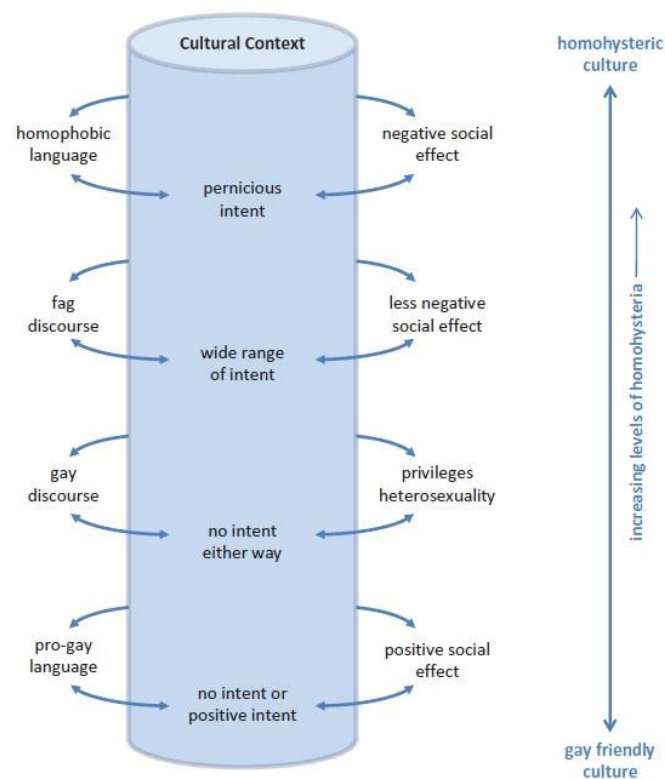 Cultural Context
homohysteric
culture
homophobic
language
negative social
effect
pernicious
intent
fag
discourse
less negative
social effect
wide range
of intent
increasing levels of homohysteria
gay
discourse
privileges
heterosexuality
no intent
either way
pro-gay
language
positive social
effect
no intent or
positive intent
gay friendly
culture